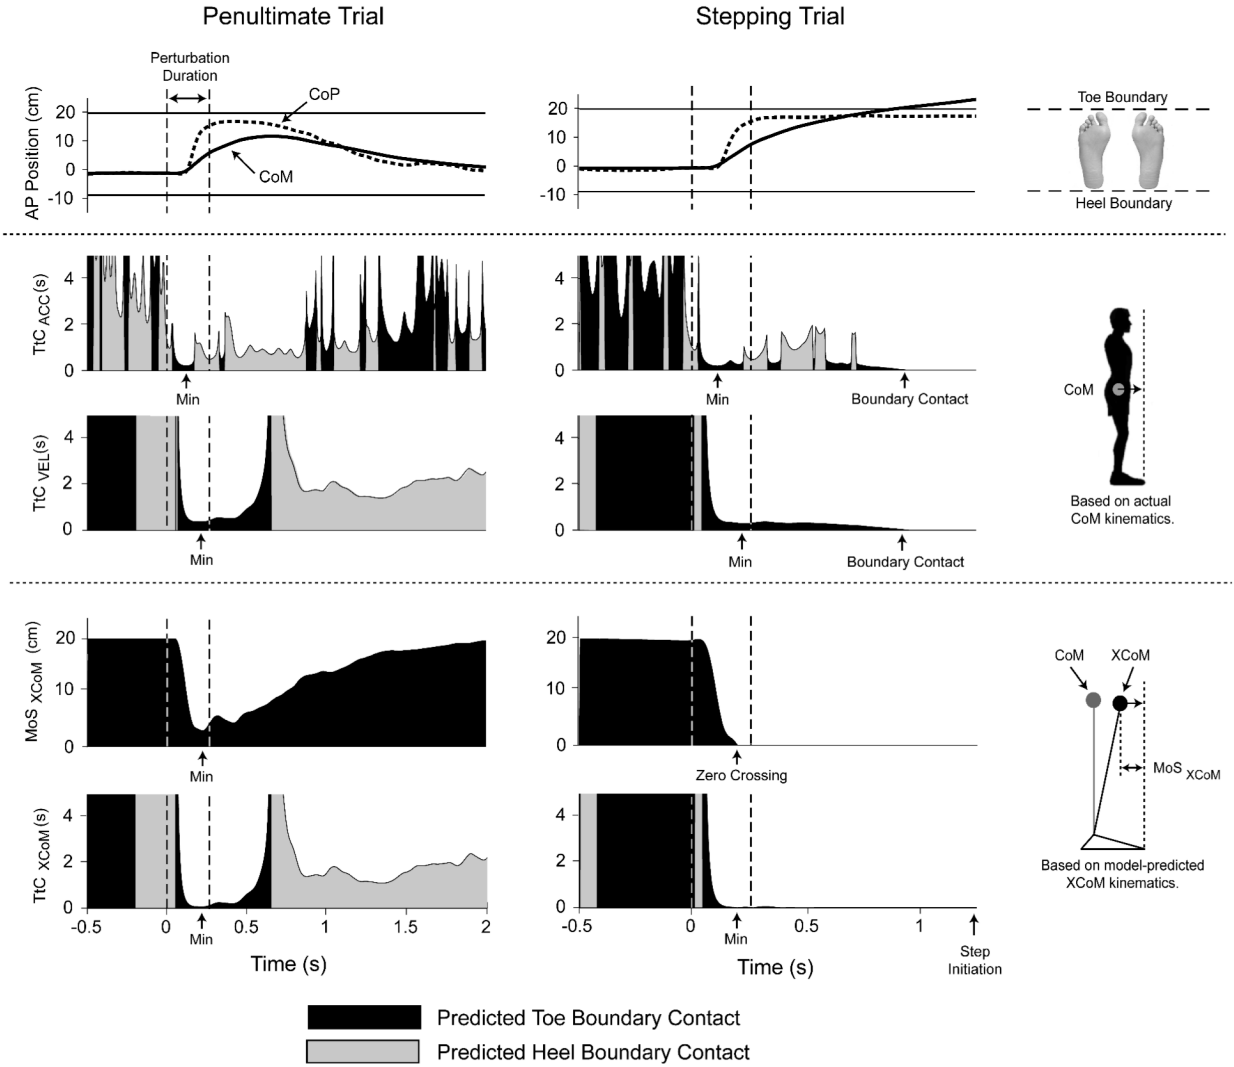 Penultimate Trial
Stepping Trial
Perturbation
Duration
CoP
CoM
AP Position (cm)
20
10
0
-10
20
10
0
-10
Toe Boundary
Heel Boundary
TtC ACC(s)
4
2
0
Min
4
2
0
Min
Boundary Contact
TtC VEL(s)
4
2
0
Min
4
2
0
Min
Boundary Contact
CoM
Based on actual
CoM kinematics.
MoS XCoM (cm)
20
10
0
Min
20
10
0
Zero Crossing
CoM
XCoM
MoS XCoM
TtC XCoM(s)
4
2
0
-0.5
0
0.5
1
1.5
2
Min
Time (s)
4
2
0
-0.5
0
0.5
1
Min
Step
Initiation
Time (s)
Based on model-predicted
XCoM kinematics.
Predicted Toe Boundary Contact
Predicted Heel Boundary Contact